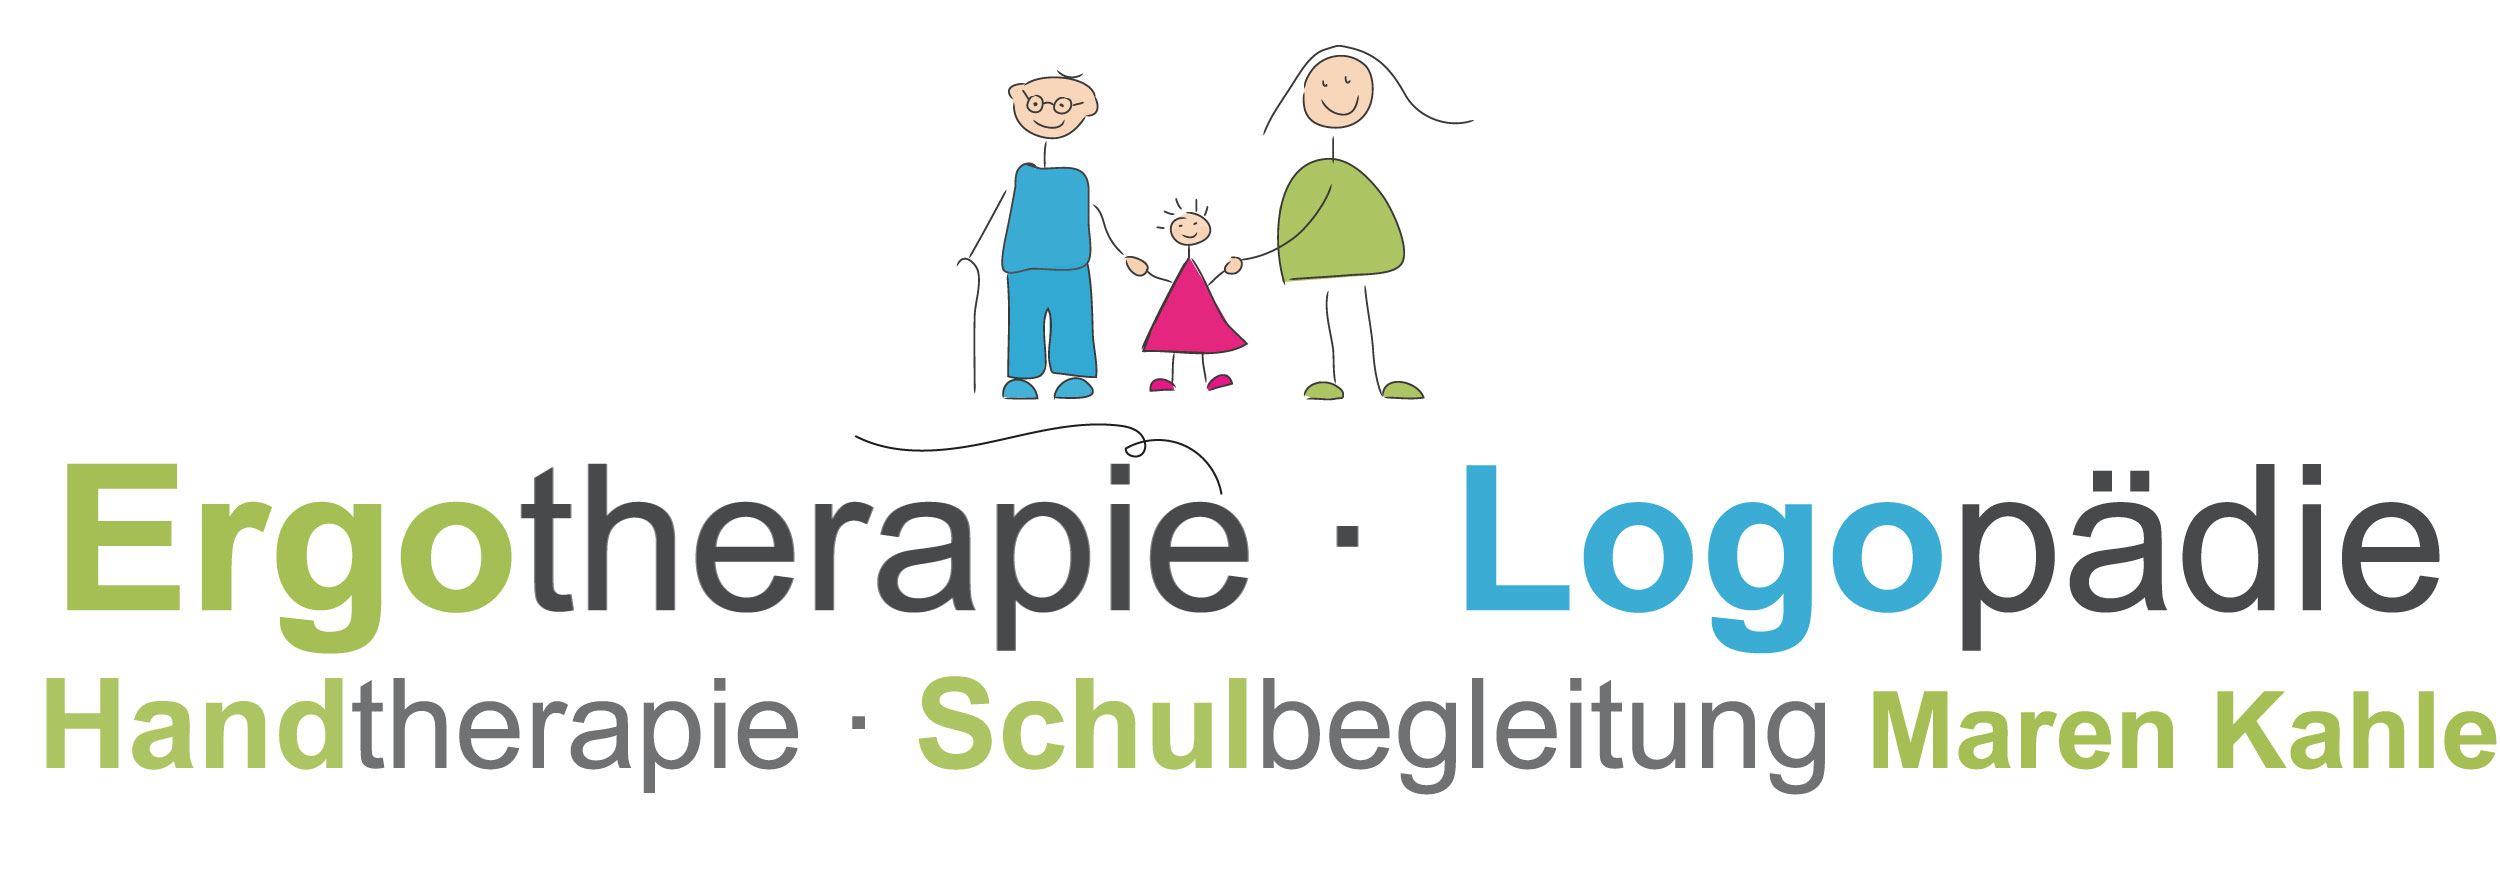 Ergotherapie · Logopädie
Handtherapie · Schulbegleitung Maren Kahle